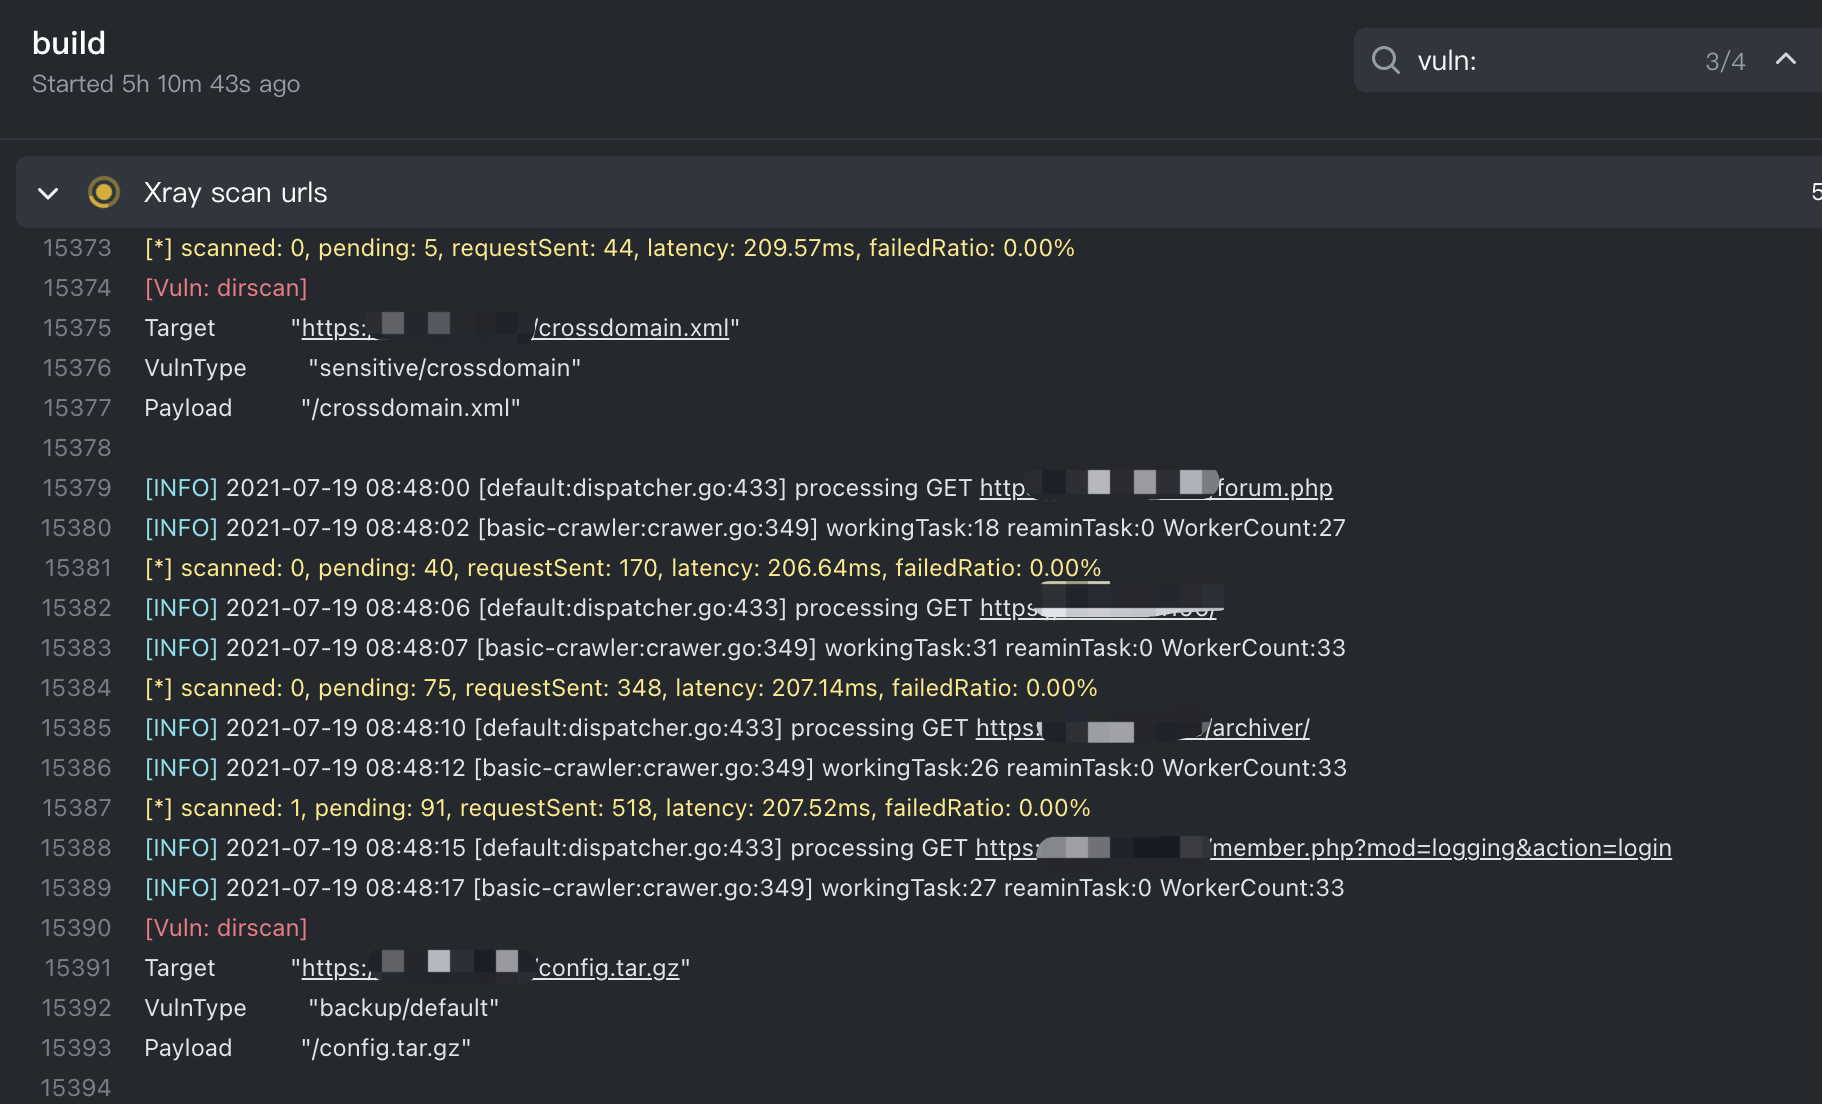 build
Started 5h 10m 43s ago
vuln: 3/4
Xray scan urls 5
15373 [*] scanned: 0, pending: 5, requestSent: 44, latency: 209.57ms, failedRatio: 0.00%
15374 [Vuln: dirscan]
15375 Target "https:/ /crossdomain.xml"
15376 VulnType "sensitive/crossdomain"
15377 Payload "/crossdomain.xml"
15378
15379 [INFO] 2021-07-19 08:48:00 [default:dispatcher.go:433] processing GET http /forum.php
15380 [INFO] 2021-07-19 08:48:02 [basic-crawler:crawer.go:349] workingTask:18 reaminTask:0 WorkerCount:27
15381 [*] scanned: 0, pending: 40, requestSent: 170, latency: 206.64ms, failedRatio: 0.00%
15382 [INFO] 2021-07-19 08:48:06 [default:dispatcher.go:433] processing GET https /
15383 [INFO] 2021-07-19 08:48:07 [basic-crawler:crawer.go:349] workingTask:31 reaminTask:0 WorkerCount:33
15384 [*] scanned: 0, pending: 75, requestSent: 348, latency: 207.14ms, failedRatio: 0.00%
15385 [INFO] 2021-07-19 08:48:10 [default:dispatcher.go:433] processing GET https: /archiver/
15386 [INFO] 2021-07-19 08:48:12 [basic-crawler:crawer.go:349] workingTask:26 reaminTask:0 WorkerCount:33
15387 [*] scanned: 1, pending: 91, requestSent: 518, latency: 207.52ms, failedRatio: 0.00%
15388 [INFO] 2021-07-19 08:48:15 [default:dispatcher.go:433] processing GET https: /member.php?mod=logging&action=login
15389 [INFO] 2021-07-19 08:48:17 [basic-crawler:crawer.go:349] workingTask:27 reaminTask:0 WorkerCount:33
15390 [Vuln: dirscan]
15391 Target "https:/ /config.tar.gz"
15392 VulnType "backup/default"
15393 Payload "/config.tar.gz"
15394